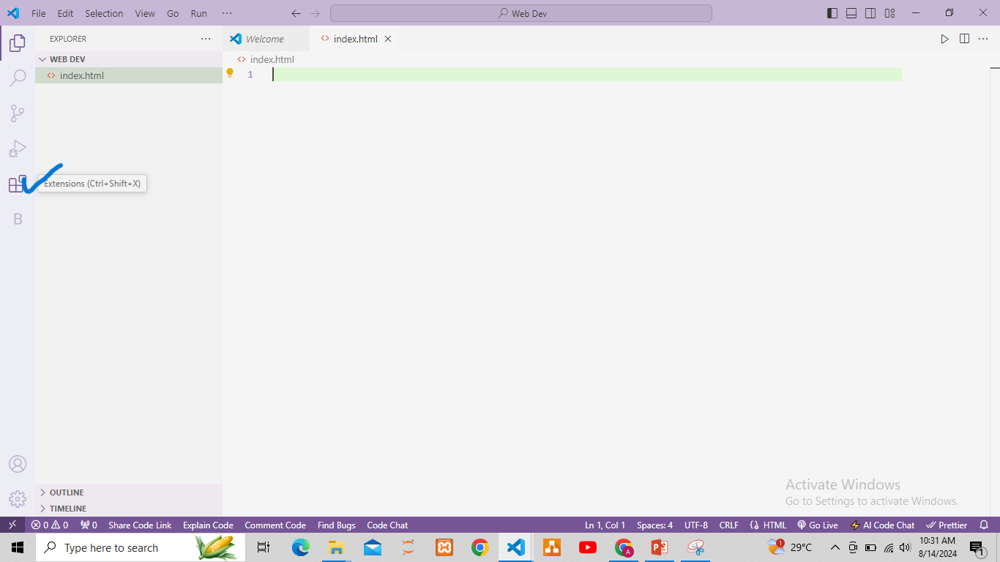 File Edit Selection View Go Run ··· Web Dev
EXPLORER ··· Welcome index.html
WEB DEV index.html
index.html 1
Extensions (Ctrl+Shift+X)
B
Activate Windows
Go to Settings to activate Windows.
OUTLINE
TIMELINE
0 0 0 Share Code Link Explain Code Comment Code Find Bugs Code Chat Ln 1, Col 1 Spaces: 4 UTF-8 CRLF HTML Go Live AI Code Chat Prettier
Type here to search A 1 29°C 10:31 AM
8/14/2024 1